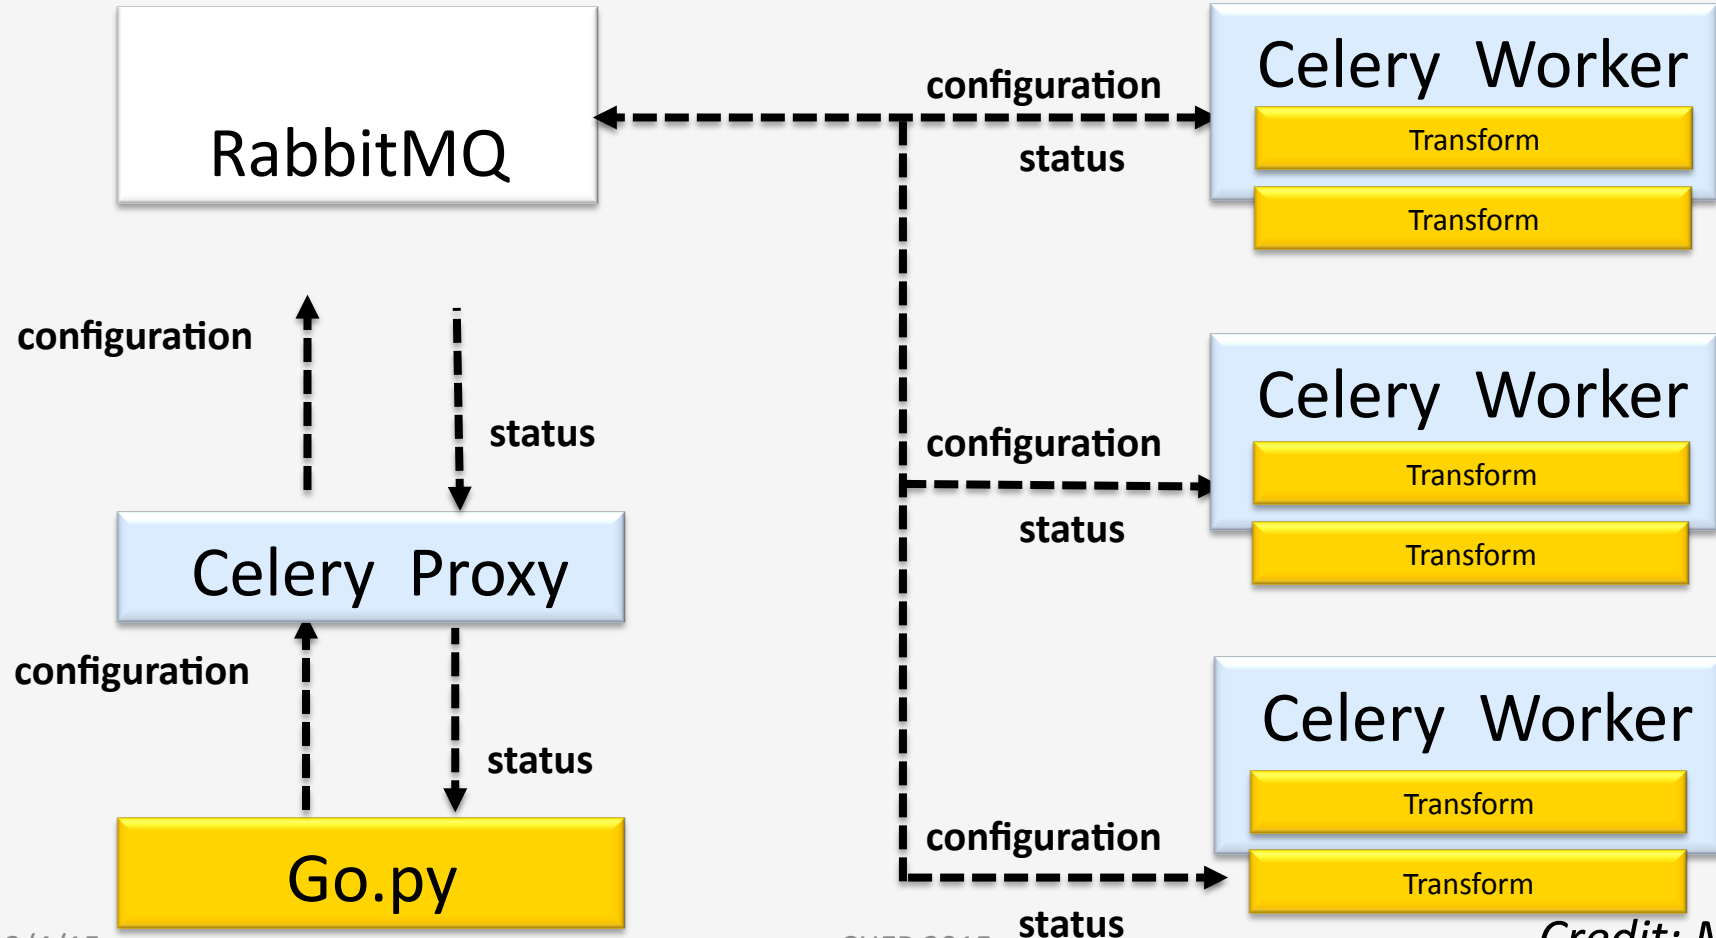 RabbitMQ
configuration
status
Celery Worker
Transform
Transform
configuration
status
Celery Proxy
configuration
status
Go.py
configuration
status
Celery Worker
Transform
Transform
configuration
status
Celery Worker
Transform
Transform
Credit: